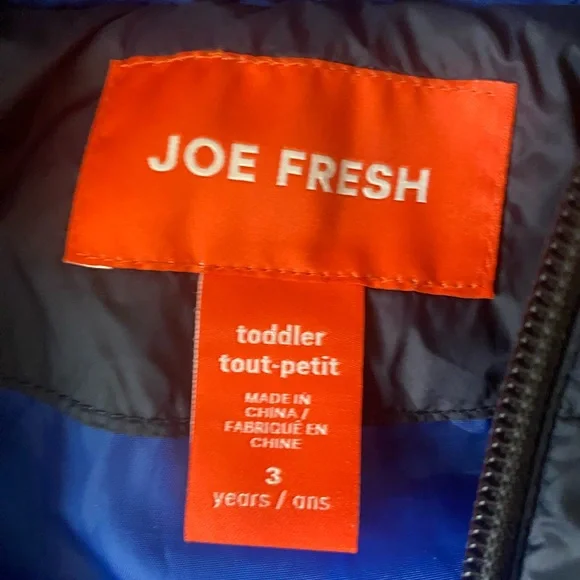 JOE FRESH
toddler
tout-petit
MADE IN
CHINA /
FABRIQUÉ EN
CHINE
3
years / ans